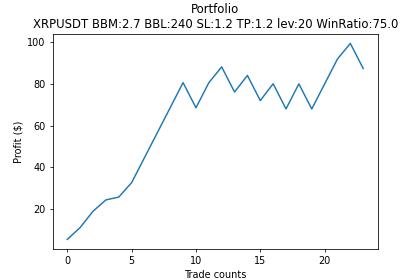 Portfolio
XRPUSDT BBM:2.7 BBL:240 SL:1.2 TP:1.2 lev:20 WinRatio:75.0
100
80
60
40
20
Profit ($)
0 5 10 15 20
Trade counts